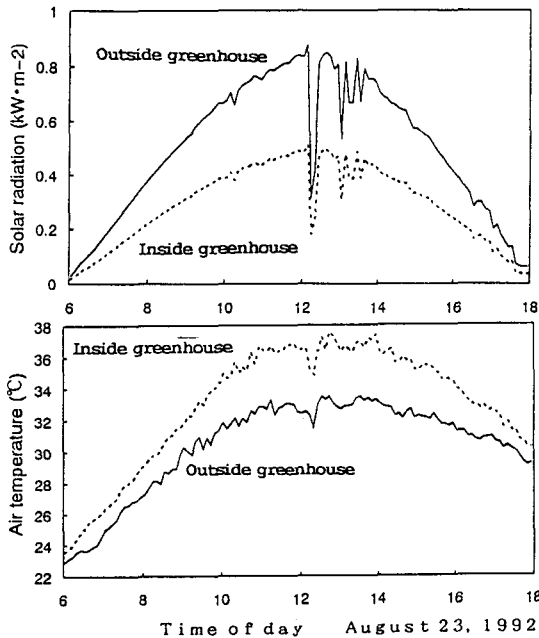 1
0.8
0.6
0.4
0.2
0
Solar radiation (kW•m-2)
Outside greenhouse
Inside greenhouse
6 8 10 12 14 16 18
38
36
34
32
30
28
26
24
22
Air temperature (℃)
Inside greenhouse
Outside greenhouse
6 8 10 12 14 16 18
Time of day August 23, 1992